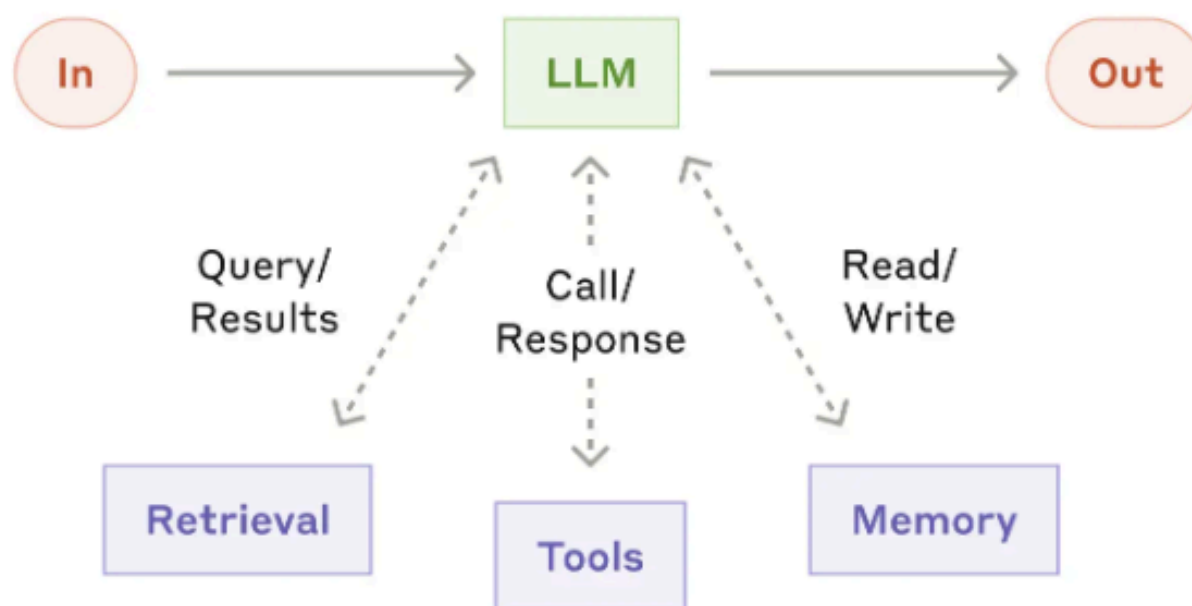 In
LLM
Out
Query/
Results
Call/
Response
Read/
Write
Retrieval
Tools
Memory